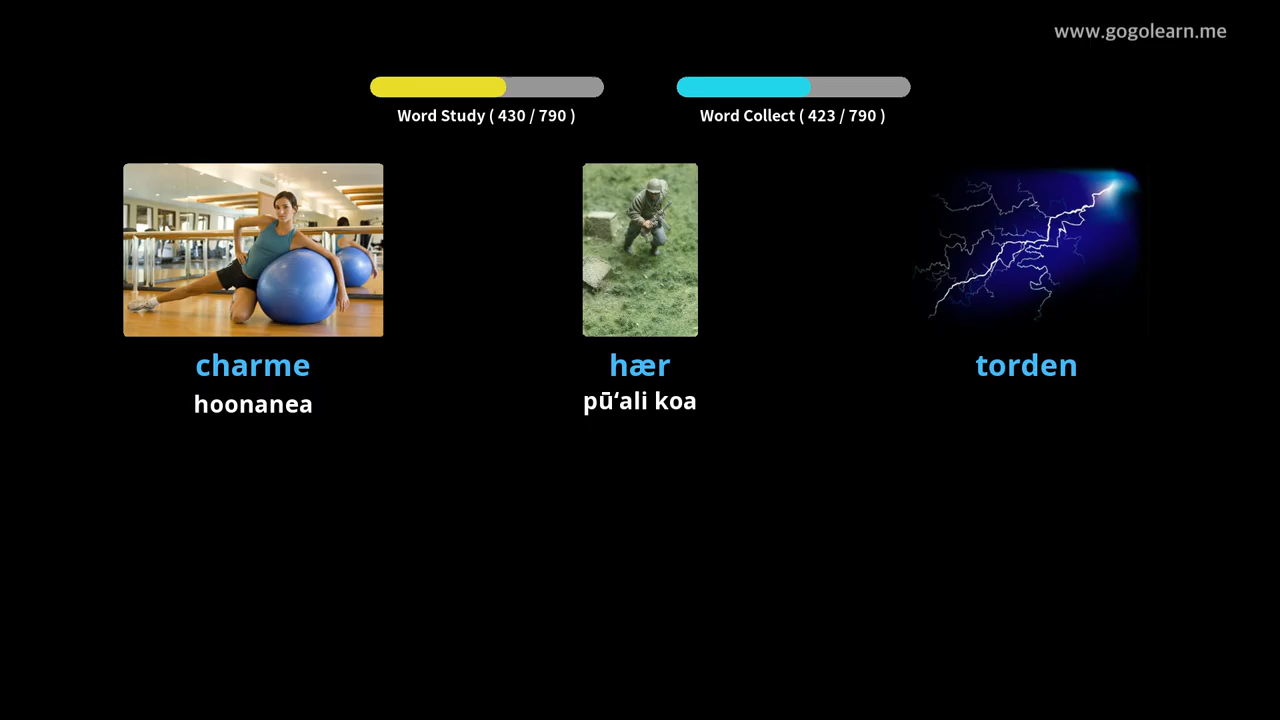 www.gogolearn.me
Word Study ( 430 / 790 )
Word Collect ( 423 / 790 )
charme
hoonanea
hær
pūʻali koa
torden